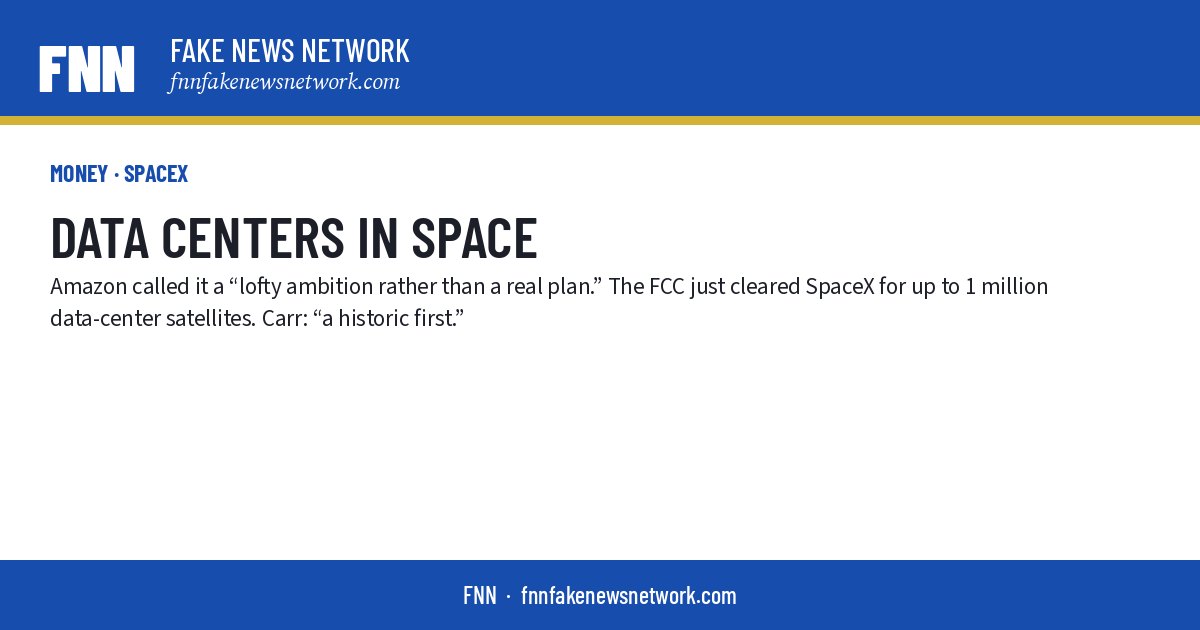 FNN
FAKE NEWS NETWORK
fnnfakenewsnetwork.com
MONEY · SPACEX
DATA CENTERS IN SPACE
Amazon called it a “lofty ambition rather than a real plan.” The FCC just cleared SpaceX for up to 1 million
data-center satellites. Carr: “a historic first.”
FNN · fnnfakenewsnetwork.com